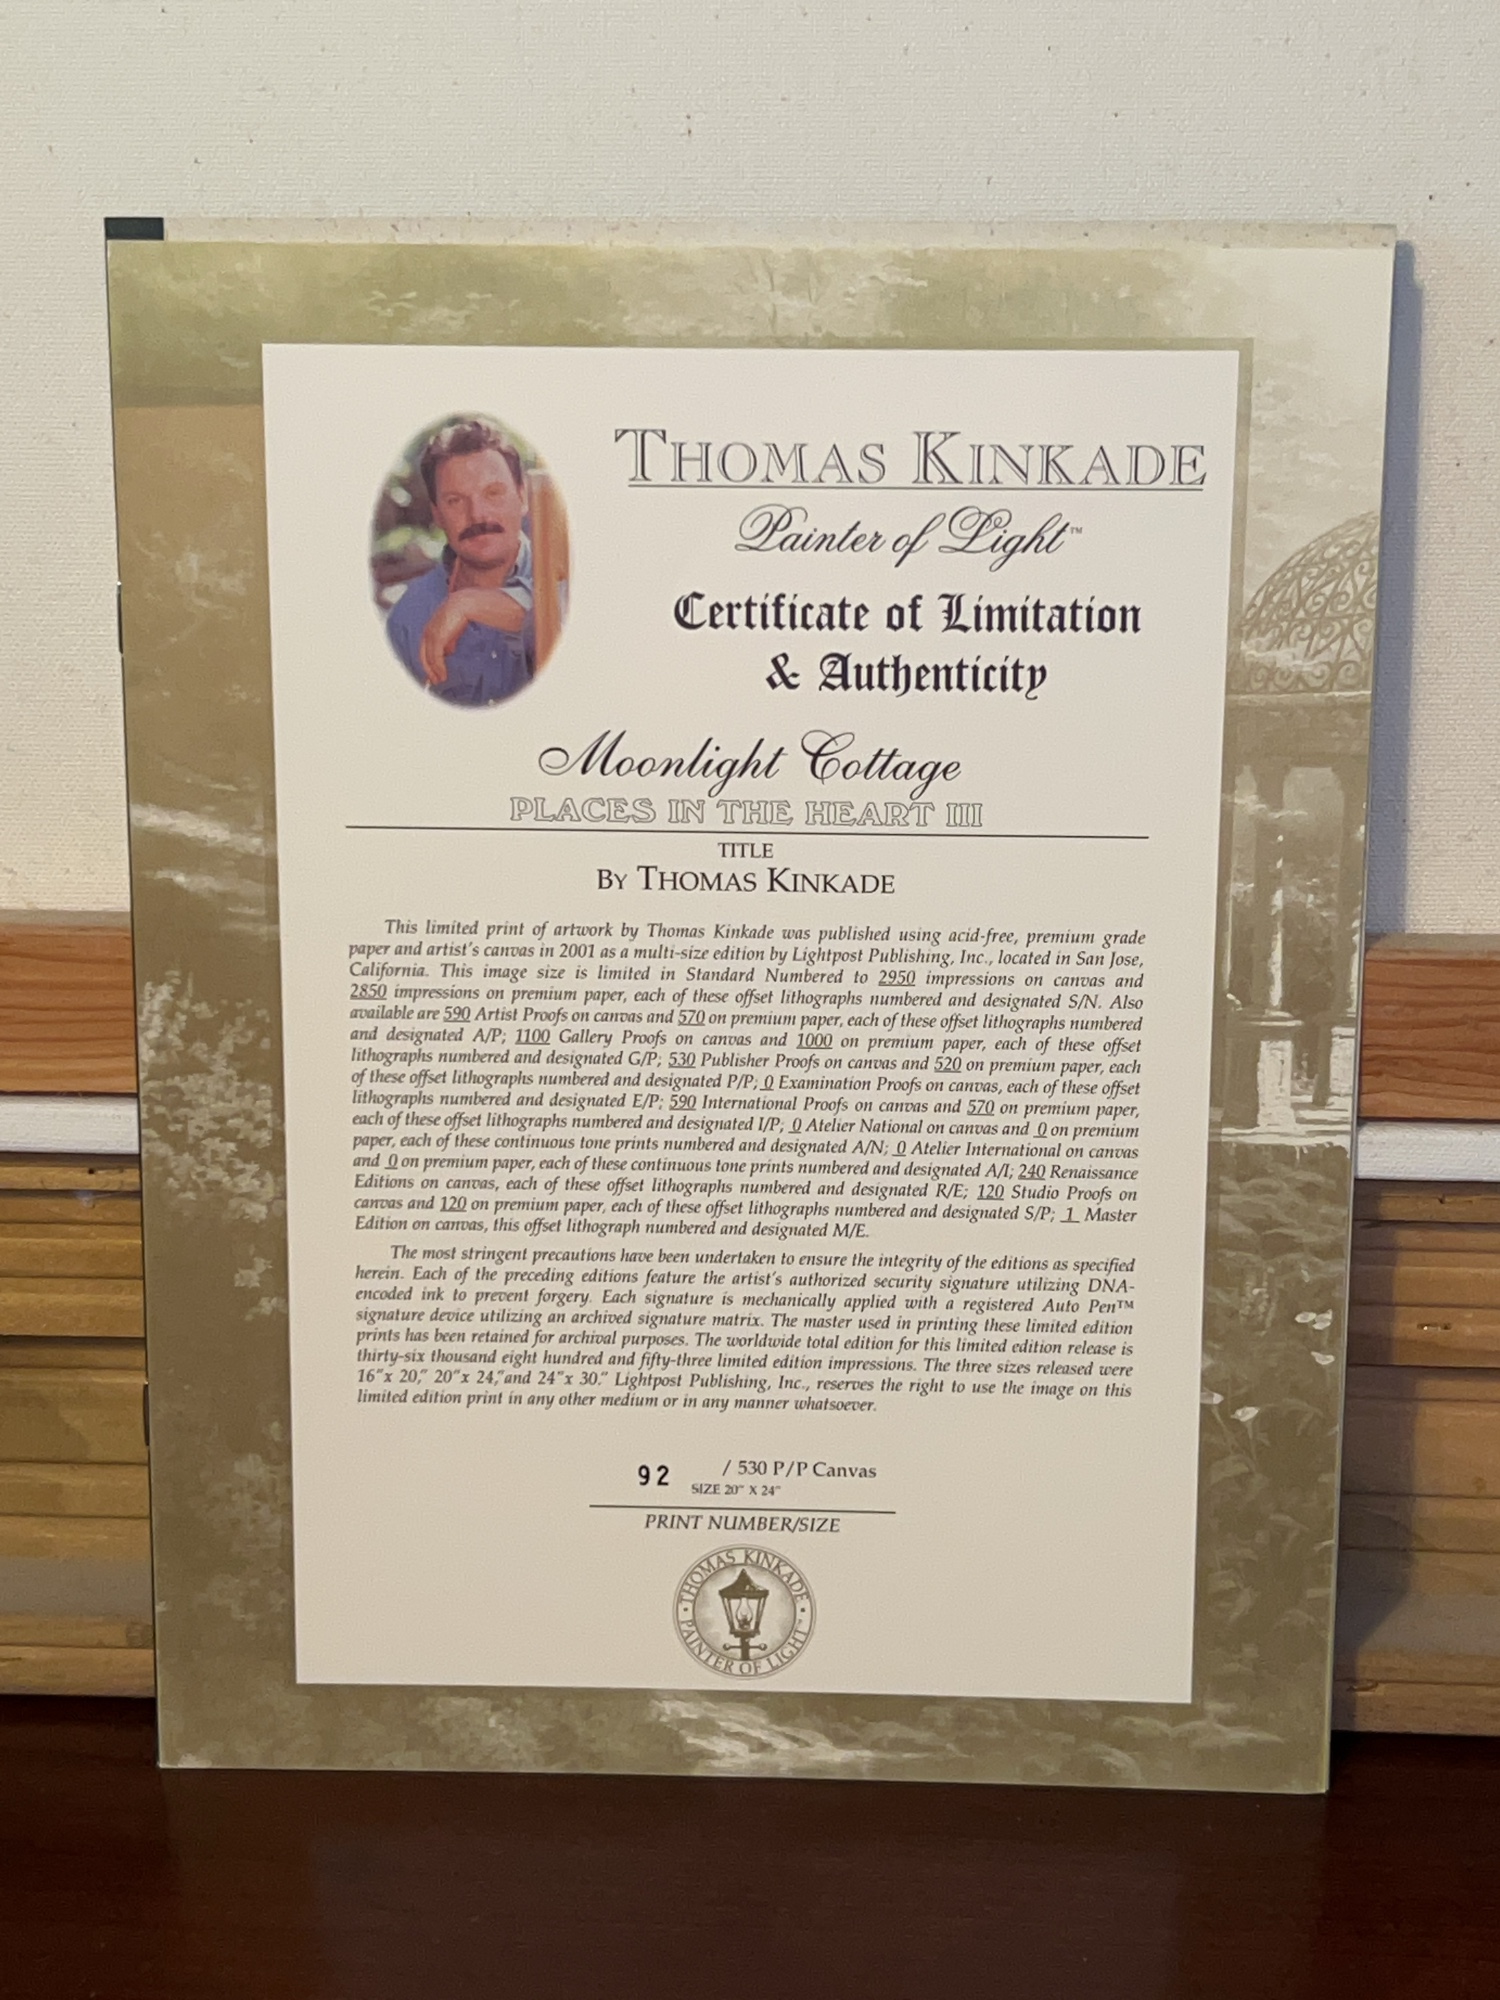 THOMAS KINKADE
Painter of Light™
Certificate of Limitation
& Authenticity
Moonlight Cottage
PLACES IN THE HEART III
TITLE
BY THOMAS KINKADE
This limited print of artwork by Thomas Kinkade was published using acid-free, premium grade
paper and artist's canvas in 2001 as a multi-size edition by Lightpost Publishing, Inc., located in San Jose,
California. This image size is limited in Standard Numbered to 2950 impressions on canvas and
2850 impressions on premium paper, each of these offset lithographs numbered and designated S/N. Also
available are 590 Artist Proofs on canvas and 570 on premium paper, each of these offset lithographs numbered
and designated A/P; 1100 Gallery Proofs on canvas and 1000 on premium paper, each of these offset
lithographs numbered and designated G/P; 530 Publisher Proofs on canvas and 520 on premium paper, each
of these offset lithographs numbered and designated P/P; 0 Examination Proofs on canvas, each of these offset
lithographs numbered and designated E/P; 590 International Proofs on canvas and 570 on premium paper,
each of these offset lithographs numbered and designated I/P; 0 Atelier National on canvas and 0 on premium
paper, each of these continuous tone prints numbered and designated A/N; 0 Atelier International on canvas
and 0 on premium paper, each of these continuous tone prints numbered and designated A/I; 240 Renaissance
Editions on canvas, each of these offset lithographs numbered and designated R/E; 120 Studio Proofs on
canvas and 120 on premium paper, each of these offset lithographs numbered and designated S/P; 1 Master
Edition on canvas, this offset lithograph numbered and designated M/E.
The most stringent precautions have been undertaken to ensure the integrity of the editions as specified
herein. Each of the preceding editions feature the artist's authorized security signature utilizing DNA-
encoded ink to prevent forgery. Each signature is mechanically applied with a registered Auto Pen™
signature device utilizing an archived signature matrix. The master used in printing these limited edition
prints has been retained for archival purposes. The worldwide total edition for this limited edition release is
thirty-six thousand eight hundred and fifty-three limited edition impressions. The three sizes released were
16"x 20," 20"x 24,"and 24"x 30." Lightpost Publishing, Inc., reserves the right to use the image on this
limited edition print in any other medium or in any manner whatsoever.
92 / 530 P/P Canvas
SIZE 20" X 24"
PRINT NUMBER/SIZE
THOMAS KINKADE
PAINTER OF LIGHT™